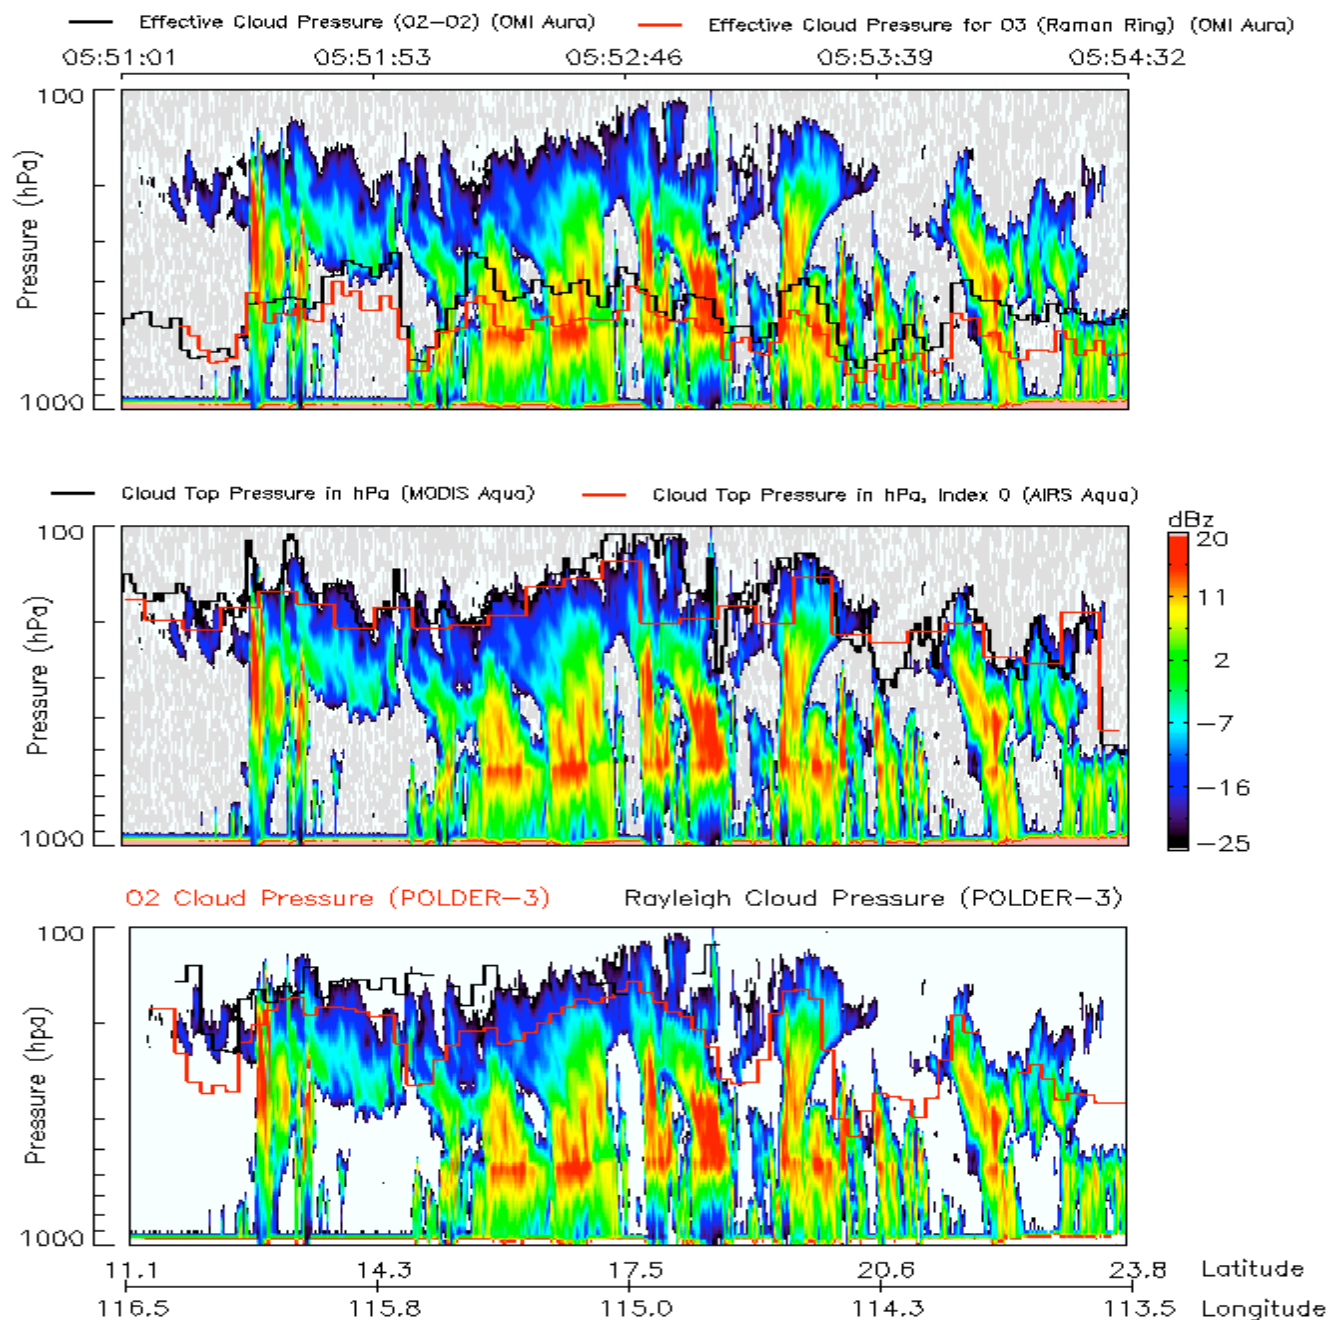 Effective Cloud Pressure (O2-O2) (OMI Aura) Effective Cloud Pressure for O3 (Raman Ring) (OMI Aura)
05:51:01 05:51:53 05:52:46 05:53:39 05:54:32
100
Pressure (hPa)
1000
Cloud Top Pressure in hPa (MODIS Aqua) Cloud Top Pressure in hPa, Index 0 (AIRS Aqua)
100
Pressure (hPa)
1000
dBz
20
11
2
-7
-16
-25
O2 Cloud Pressure (POLDER-3) Rayleigh Cloud Pressure (POLDER-3)
100
Pressure (hpa)
1000
11.1 14.3 17.5 20.6 23.8 Latitude
116.5 115.8 115.0 114.3 113.5 Longitude